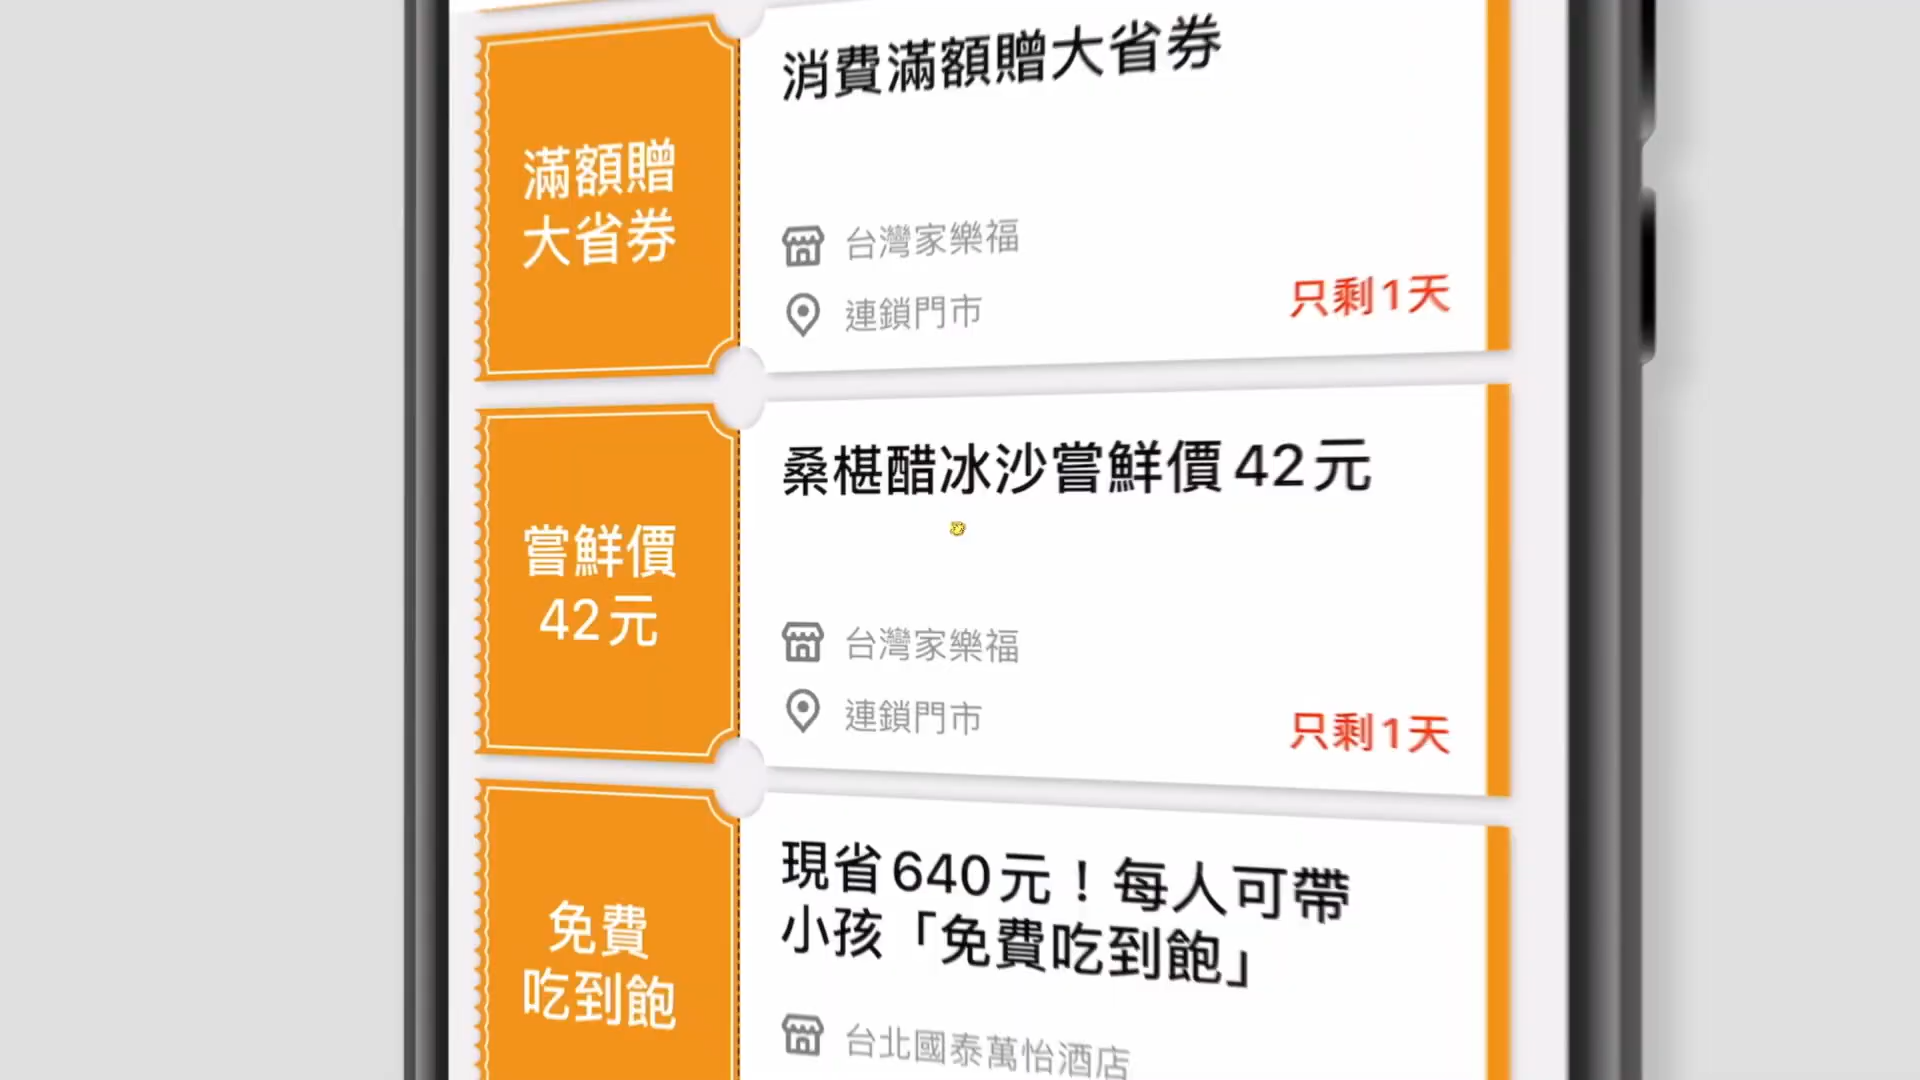 滿額贈
大省券
消費滿額贈大省券
台灣家樂福
連鎖門市
只剩1天
嘗鮮價
42元
桑椹醋冰沙嘗鮮價42元
台灣家樂福
連鎖門市
只剩1天
免費
吃到飽
現省640元！每人可帶
小孩「免費吃到飽」
台北國泰萬怡酒店